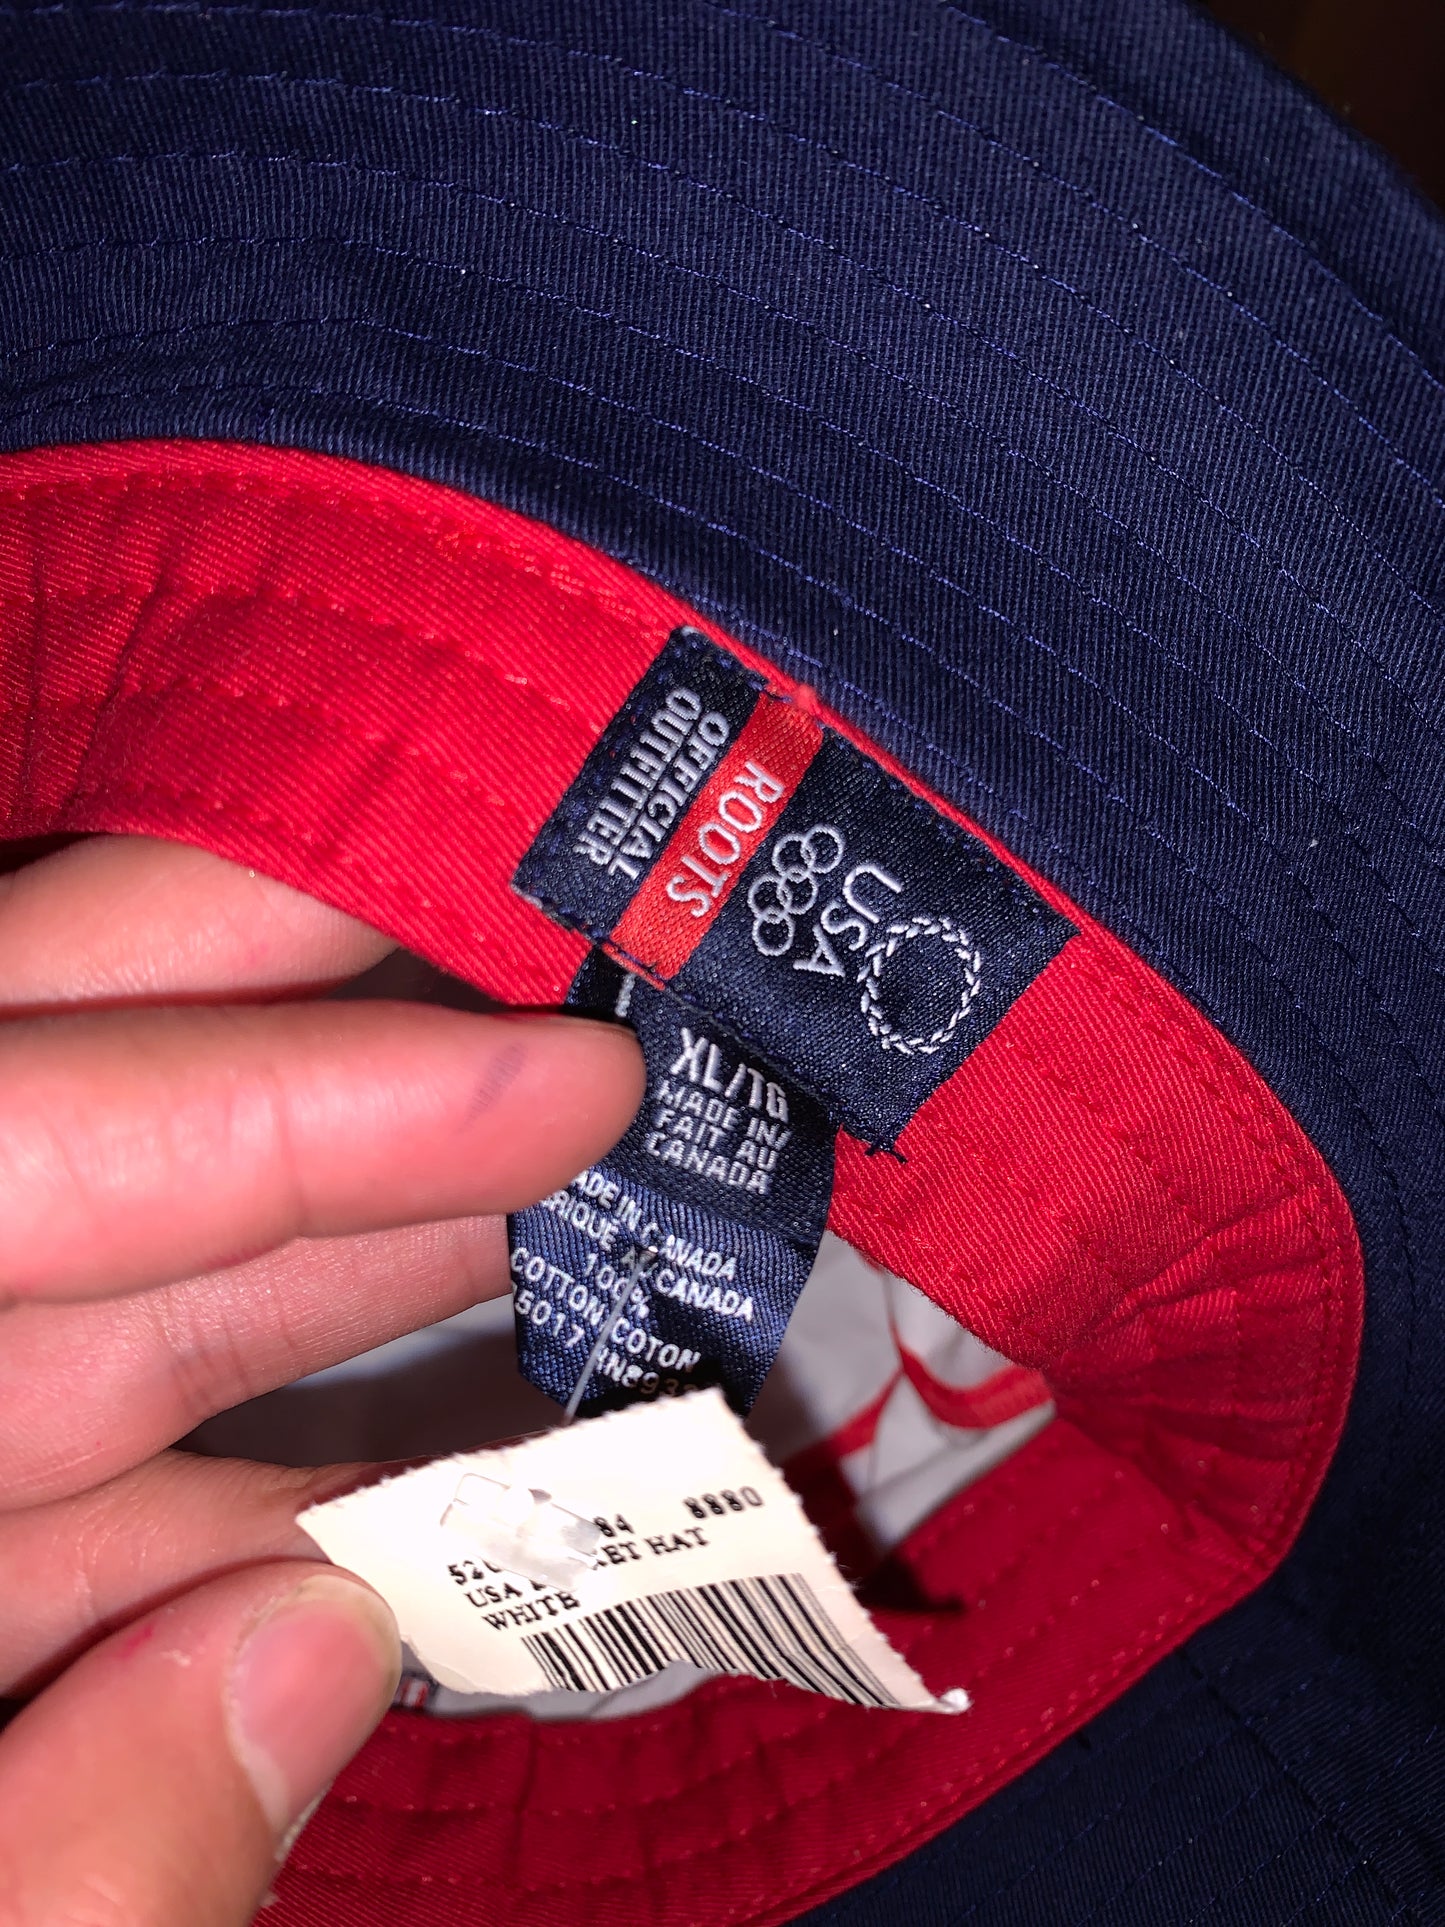 USA
ROOTS
OFFICIAL
OUTFITTER
XL/TG
MADE IN/
FAIT AU
CANADA
MADE IN CANADA
CANADA
100%
COTTON COTON
84 8880
USA HAT
WHITE